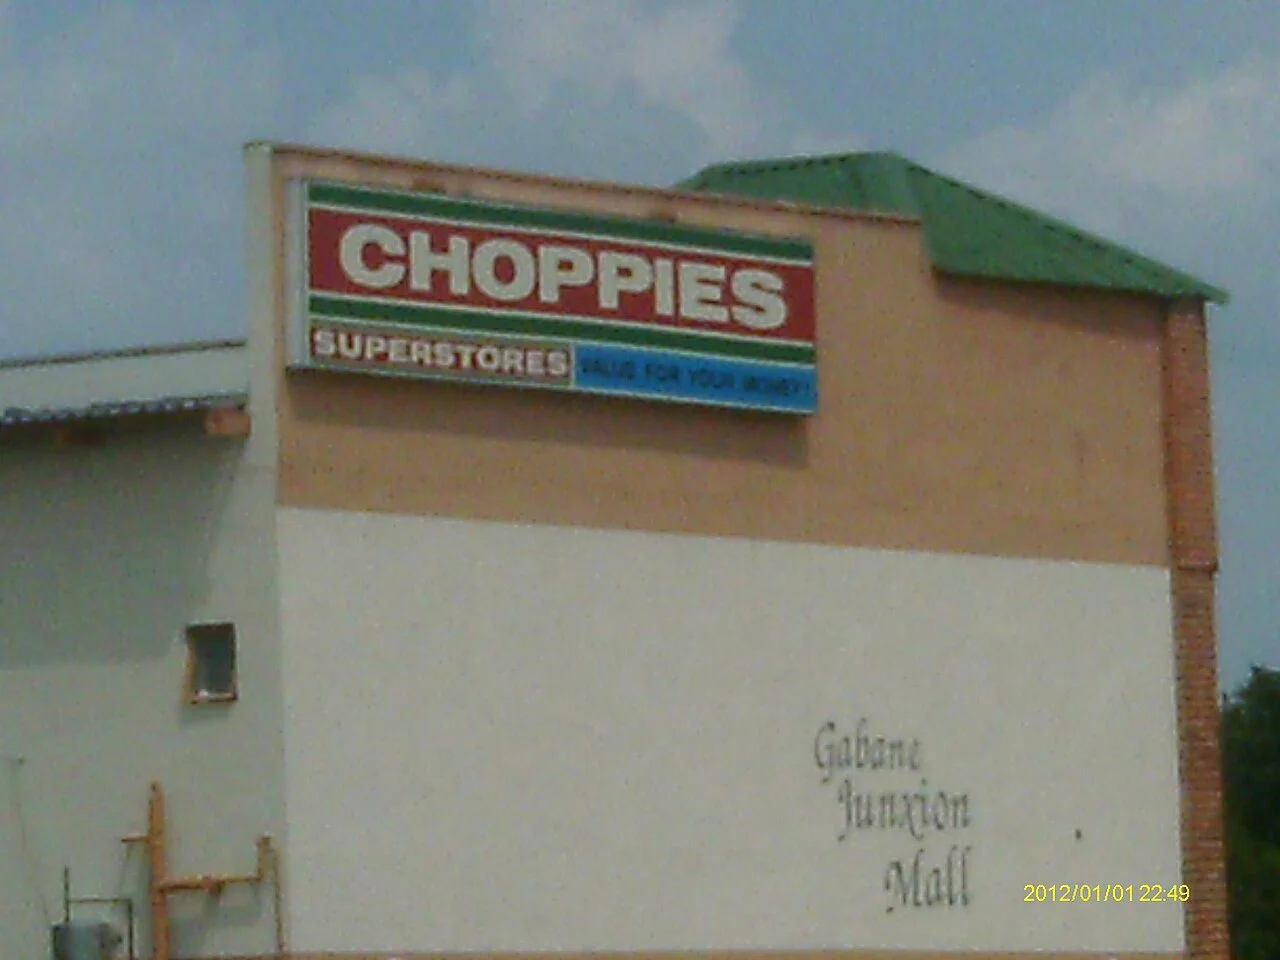 CHOPPIES
SUPERSTORES
VALUE FOR YOUR MONEY!
Gabane
Junxion
Mall
2012/01/01 22:49